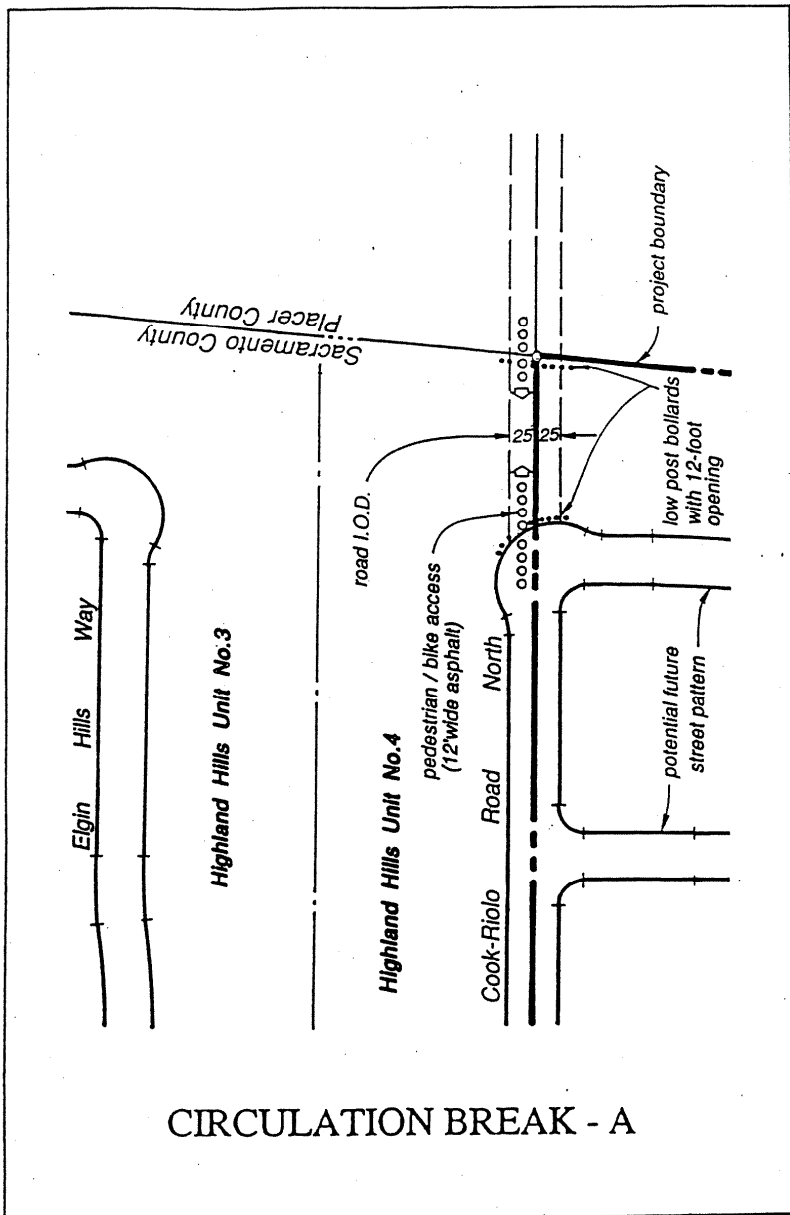 Placer County
Sacramento County
project boundary
25 25
low post bollards
with 12-foot
opening
road I.O.D.
pedestrian / bike access
(12'wide asphalt)
Elgin Hills Way
Highland Hills Unit No.3
Highland Hills Unit No.4
Cook-Riolo Road North
potential future
street pattern
CIRCULATION BREAK - A